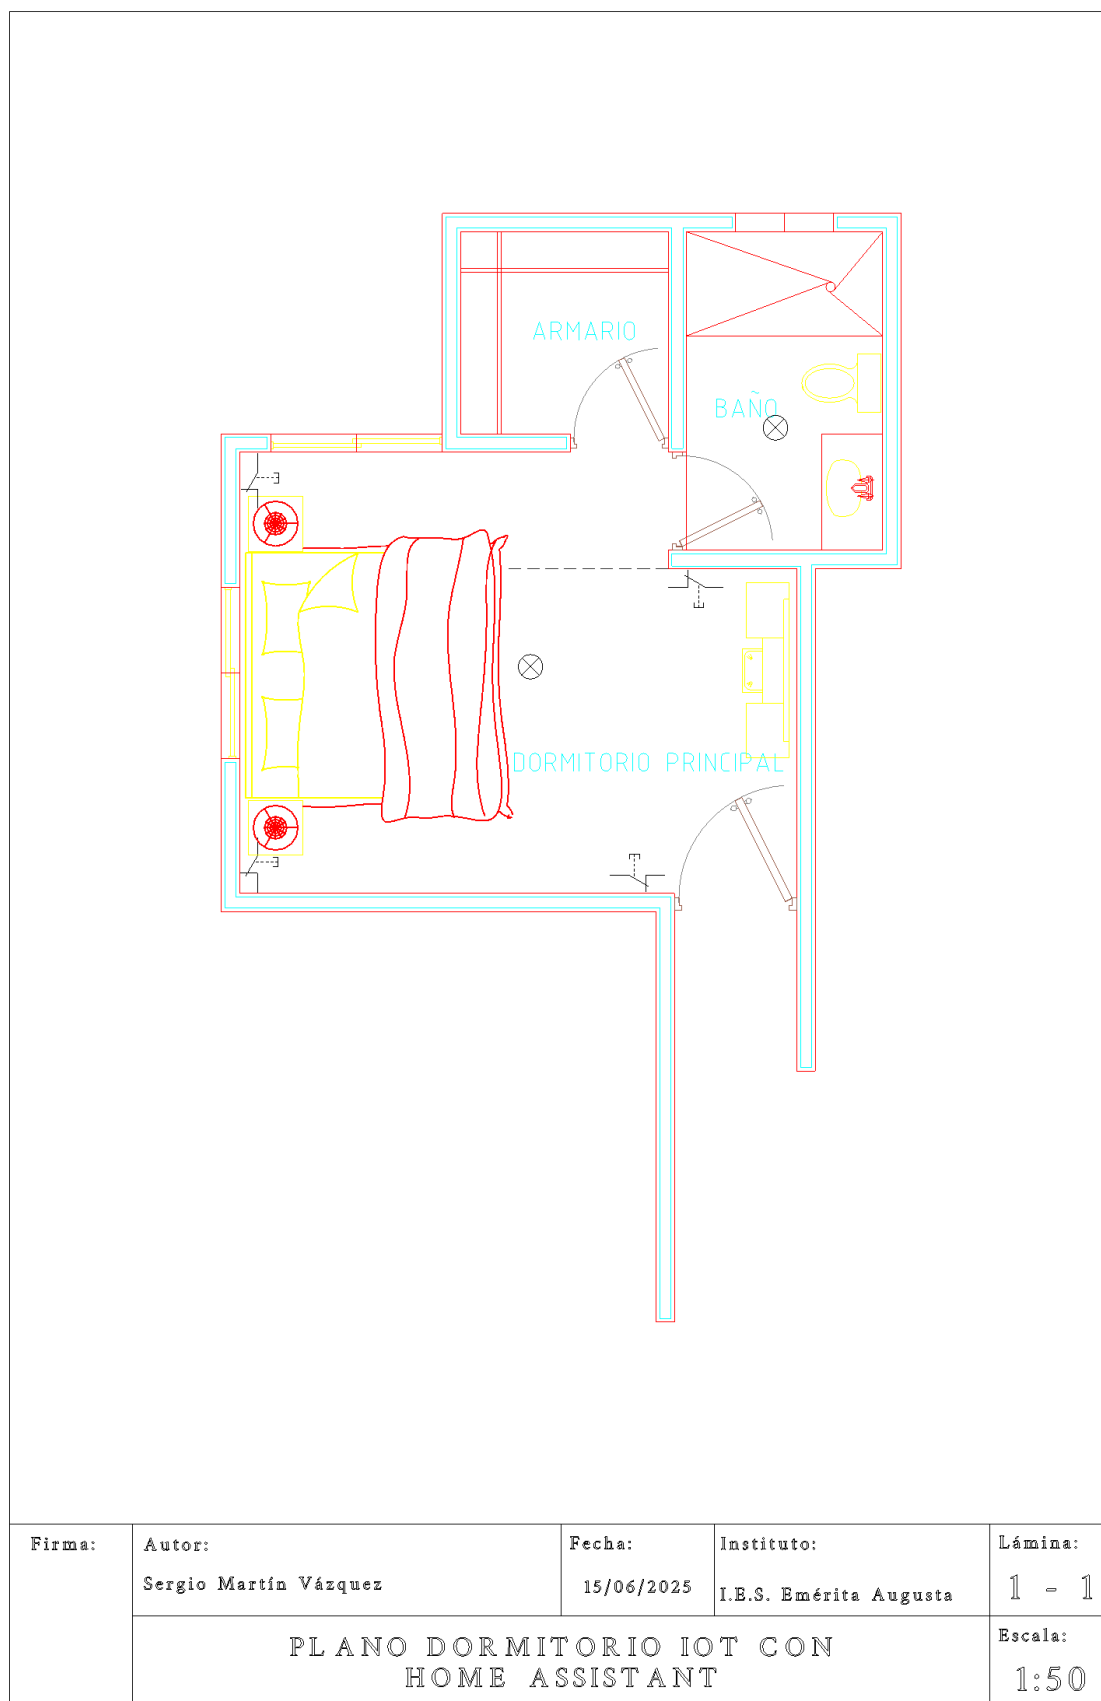 ARMARIO
BAÑO
DORMITORIO PRINCIPAL
Firma:
Autor:
Sergio Martín Vázquez
Fecha:
15/06/2025
Instituto:
I.E.S. Emérita Augusta
Lámina:
1 - 1
PLANO DORMITORIO IOT CON
HOME ASSISTANT
Escala:
1:50